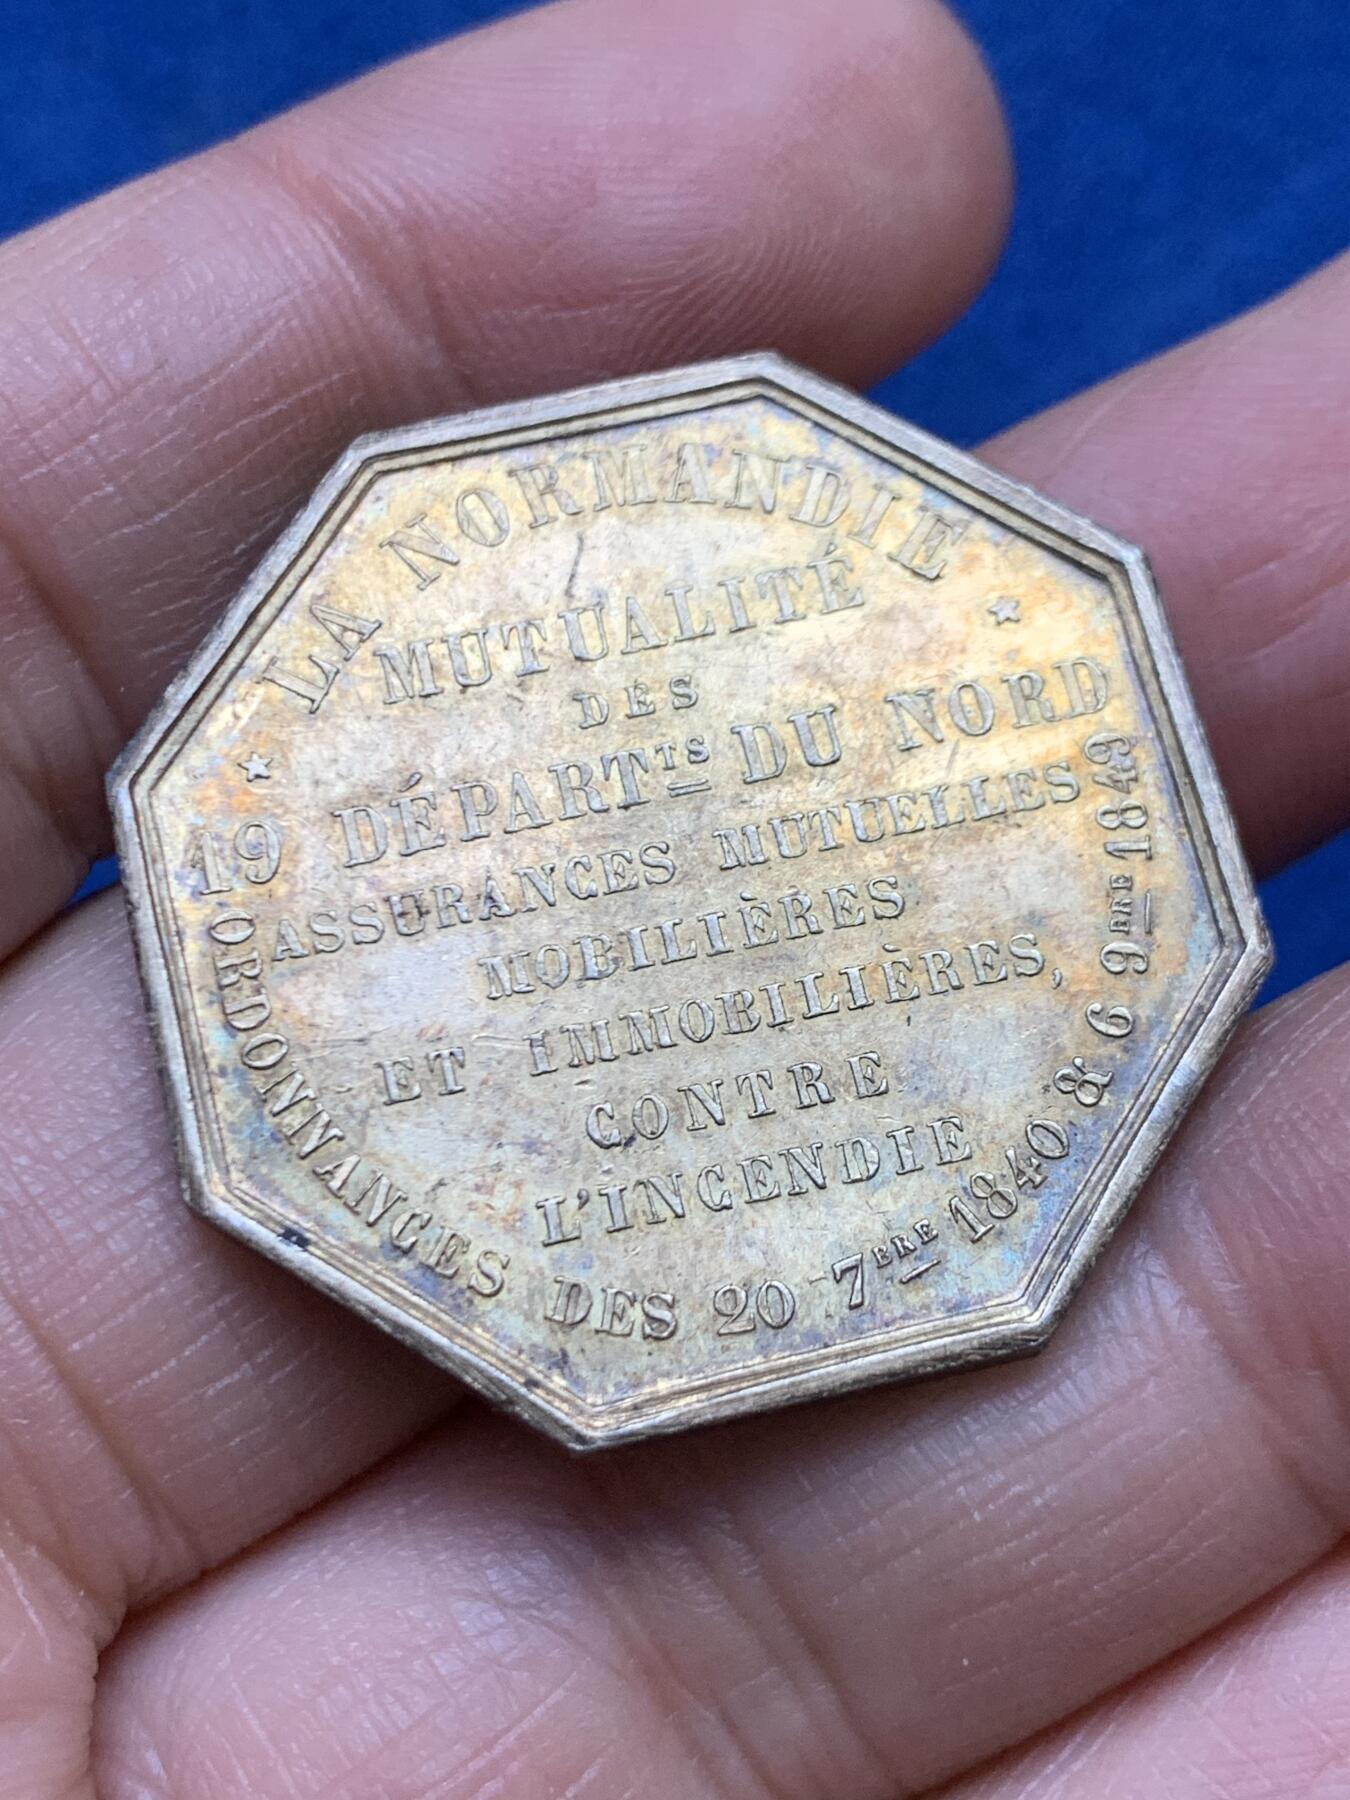 LA NORMANDIE
MUTUALITÉ
DES
19 DÉPARTTS DU NORD
ASSURANCES MUTUELLES
MOBILIÈRES
ET IMMOBILIÈRES,
CONTRE
L'INCENDIE
ORDONNANCES DES 20 7BRE 1840 & 6 9BRE 1849